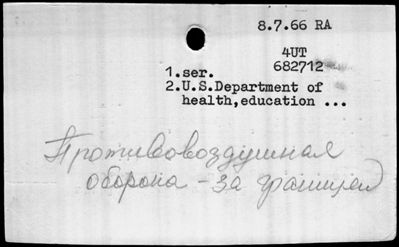 8.7.66 RA
4UT
682712
1.ser.
2.U.S.Department of
health,education ...
Противовоздушная
оборона - за границей